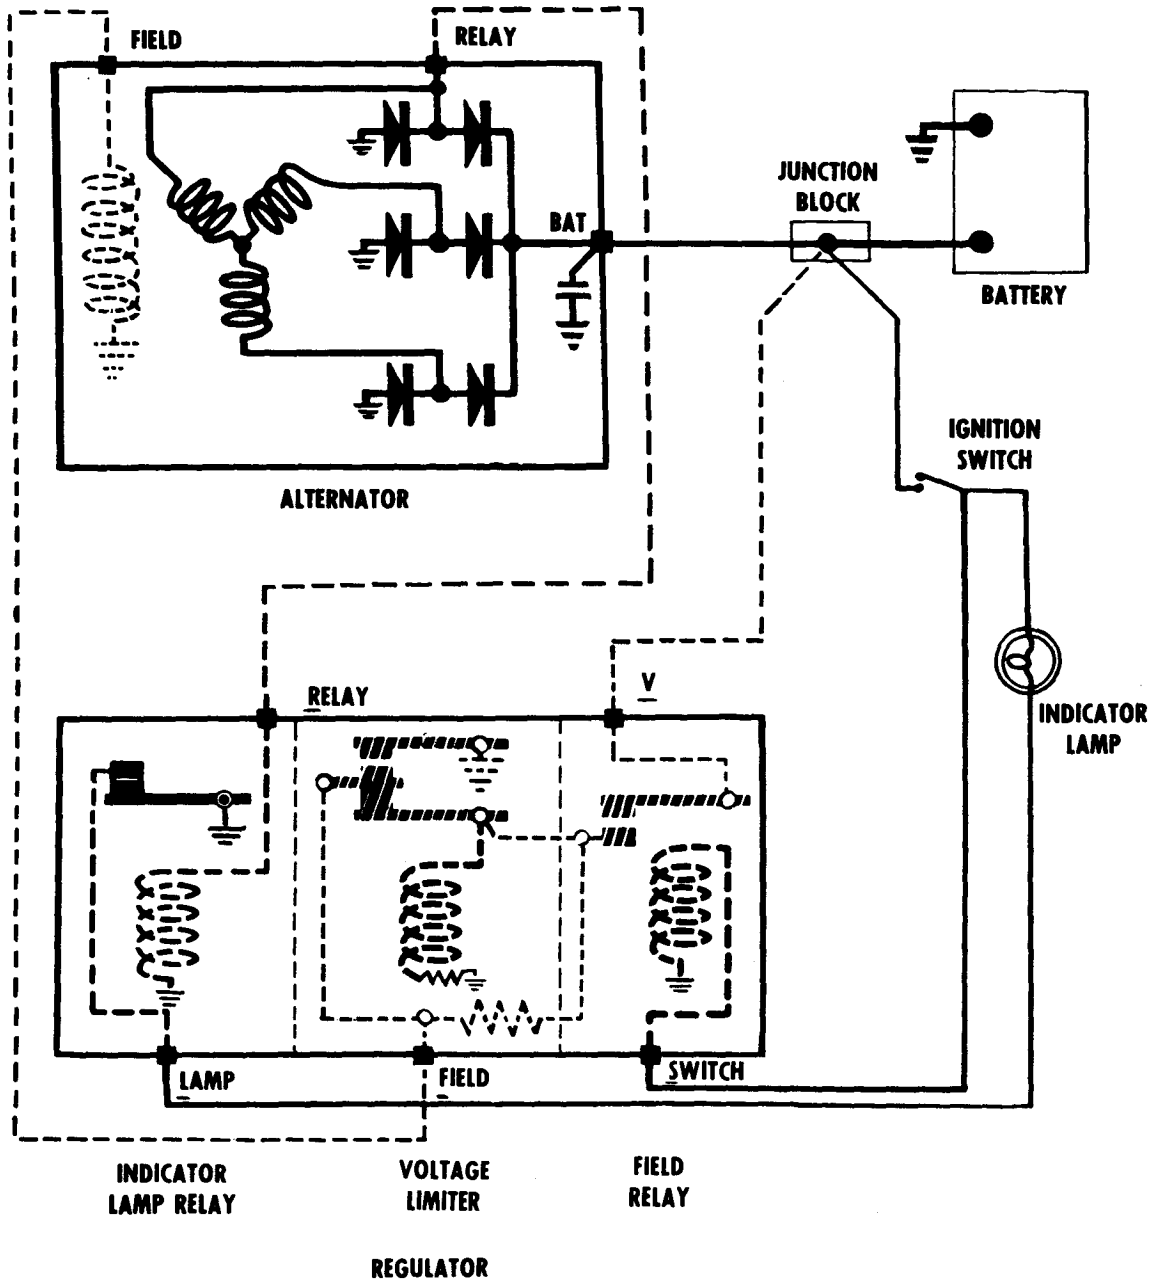 FIELD
RELAY
JUNCTION
BLOCK
BAT
BATTERY
IGNITION
SWITCH
ALTERNATOR
RELAY
V
INDICATOR
LAMP
LAMP
FIELD
SWITCH
INDICATOR
LAMP RELAY
VOLTAGE
LIMITER
FIELD
RELAY
REGULATOR